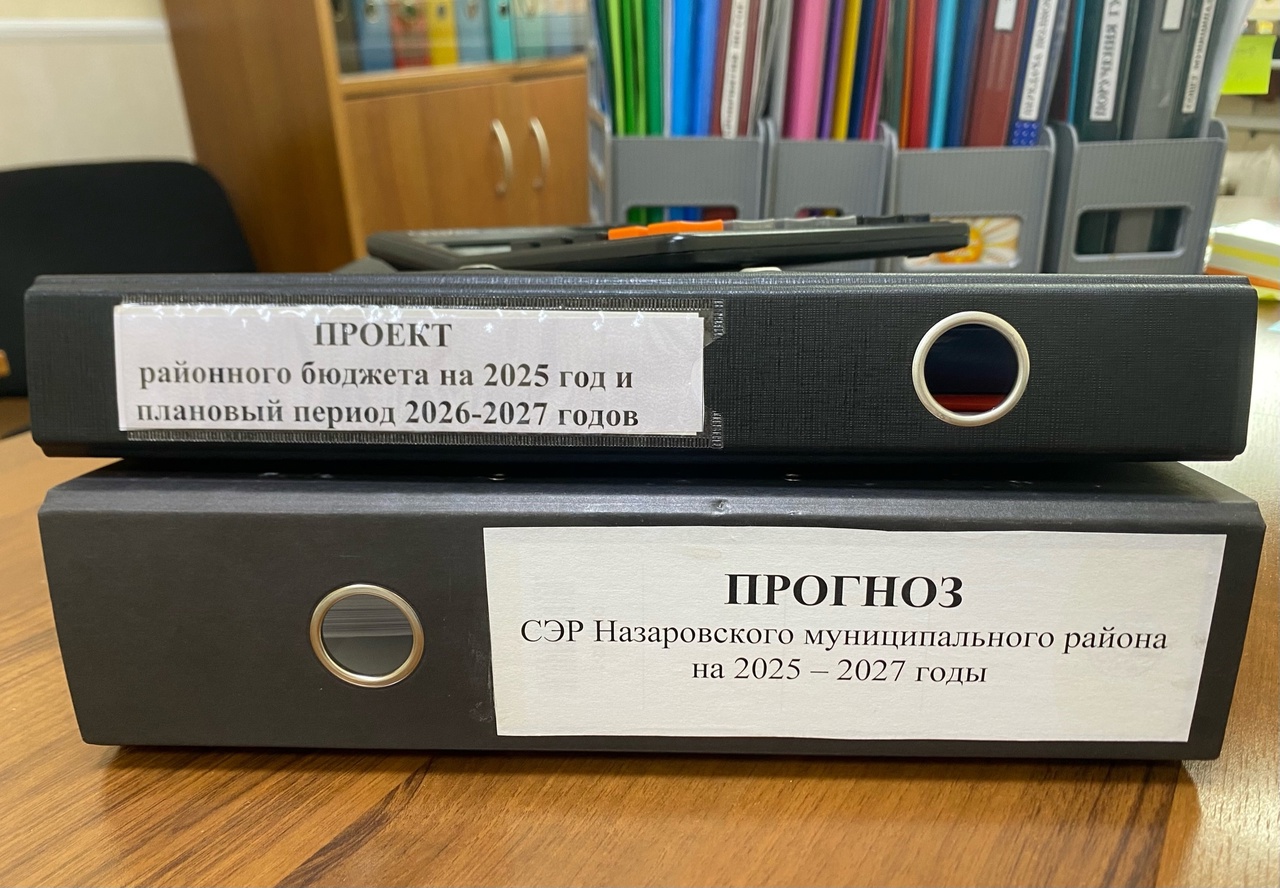 ПРОЕКТ
районного бюджета на 2025 год и
плановый период 2026-2027 годов
ПРОГНОЗ
СЭР Назаровского муниципального района
на 2025 – 2027 годы